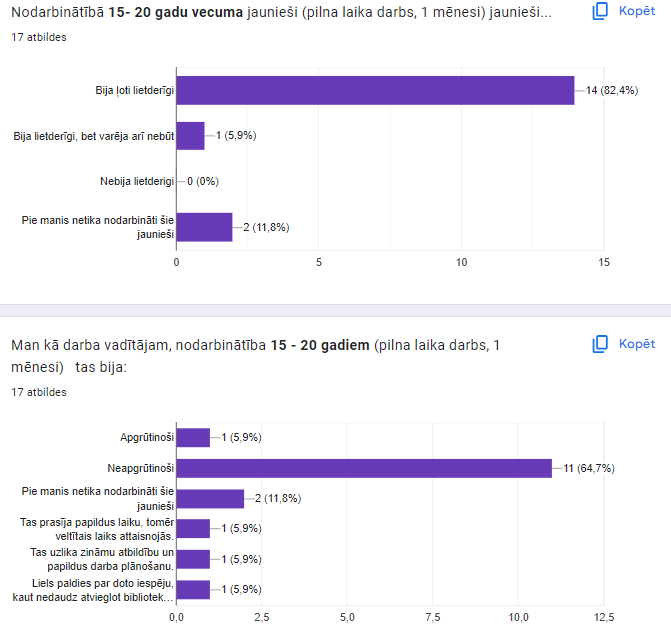 Nodarbinātībā 15- 20 gadu vecuma jaunieši (pilna laika darbs, 1 mēnesi) jaunieši...
Kopēt
17 atbildes
Bija ļoti lietderīgi
14 (82,4%)
Bija lietderīgi, bet varēja arī nebūt
1 (5,9%)
Nebija lietderigi
0 (0%)
Pie manis netika nodarbināti šie
jaunieši
2 (11,8%)
0
5
10
15
Man kā darba vadītājam, nodarbinātība 15 - 20 gadiem (pilna laika darbs, 1
mēnesi) tas bija:
Kopēt
17 atbildes
Apgrūtinoši
1 (5,9%)
Neapgrūtinoši
11 (64,7%)
Pie manis netika nodarbināti šie
jaunieši
2 (11,8%)
Tas prasīja papildus laiku, tomēr
veltītais laiks attaisnojās.
1 (5,9%)
Tas uzlika zināmu atbildību un
papildus darba plānošanu.
1 (5,9%)
Liels paldies par doto iespēju,
kaut nedaudz atvieglot bibliotek...
1 (5,9%)
0,0
2,5
5,0
7,5
10,0
12,5